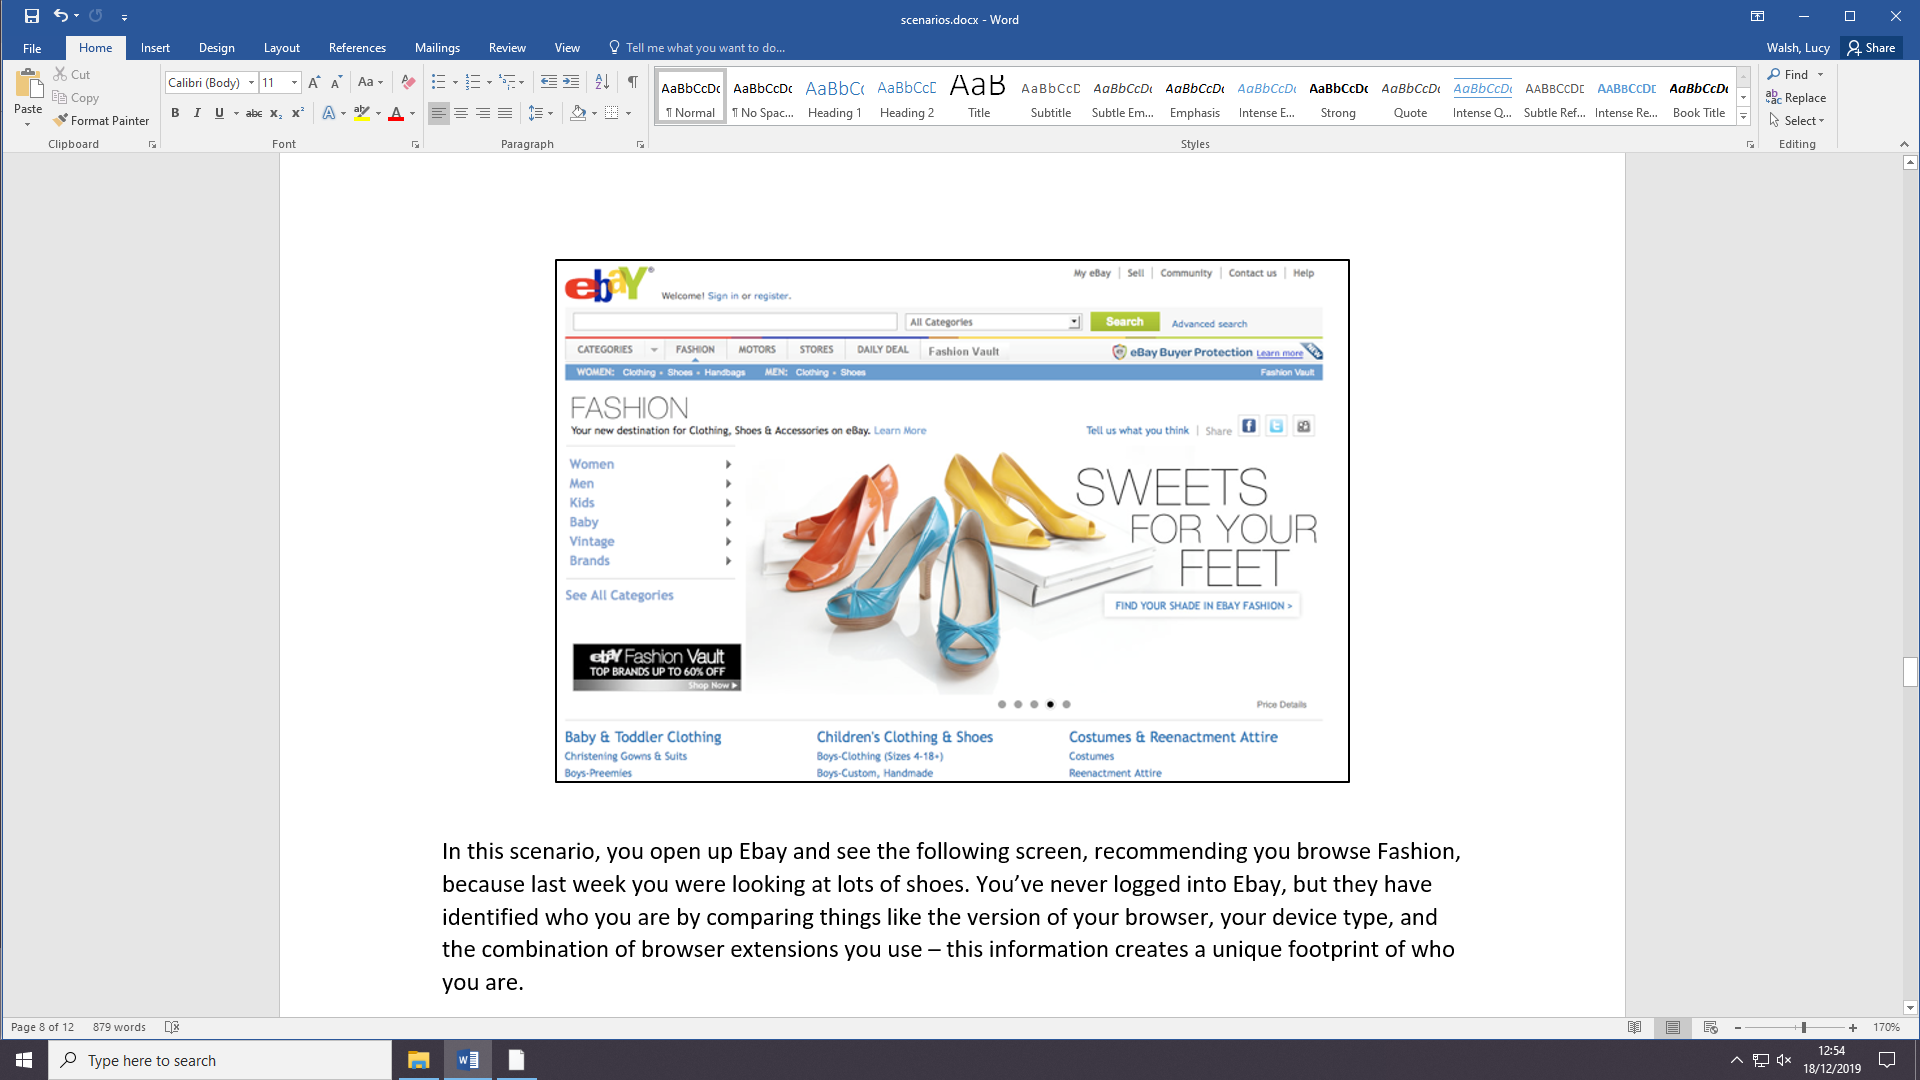 scenarios.docx - Word
File Home Insert Design Layout References Mailings Review View Tell me what you want to do... Walsh, Lucy Share
Paste
Cut
Copy
Format Painter
Clipboard
Calibri (Body) 11
Font
Paragraph
AaBbCcDc AaBbCcDc AaBbCc AaBbCcD AaB AaBbCcD AaBbCcDc AaBbCcDc AaBbCcDc AaBbCcDc AaBbCcDc AaBbCcDc AaBbCcDc AaBbCcDc AaBbCcDc
¶ Normal ¶ No Spac... Heading 1 Heading 2 Title Subtitle Subtle Em... Emphasis Intense E... Strong Quote Intense Q... Subtle Ref... Intense Re... Book Title
Styles
Find
Replace
Select
Editing
ebaY®
Welcome! Sign in or register.
My eBay | Sell | Community | Contact us | Help
All Categories Search Advanced search
CATEGORIES FASHION MOTORS STORES DAILY DEAL Fashion Vault eBay Buyer Protection Learn more
WOMEN: Clothing • Shoes • Handbags MEN: Clothing • Shoes Fashion Vault
FASHION
Your new destination for Clothing, Shoes & Accessories on eBay. Learn More
Tell us what you think | Share
Women
Men
Kids
Baby
Vintage
Brands
See All Categories
SWEETS
FOR YOUR
FEET
FIND YOUR SHADE IN EBAY FASHION >
ebaY Fashion Vault
TOP BRANDS UP TO 60% OFF
Shop Now
Price Details
Baby & Toddler Clothing Children's Clothing & Shoes Costumes & Reenactment Attire
Christening Gowns & Suits Boys-Clothing (Sizes 4-18+) Costumes
Boys-Preemies Boys-Custom, Handmade Reenactment Attire
In this scenario, you open up Ebay and see the following screen, recommending you browse Fashion,
because last week you were looking at lots of shoes. You’ve never logged into Ebay, but they have
identified who you are by comparing things like the version of your browser, your device type, and
the combination of browser extensions you use – this information creates a unique footprint of who
you are.
Page 8 of 12 879 words 170%
Type here to search
12:54
18/12/2019